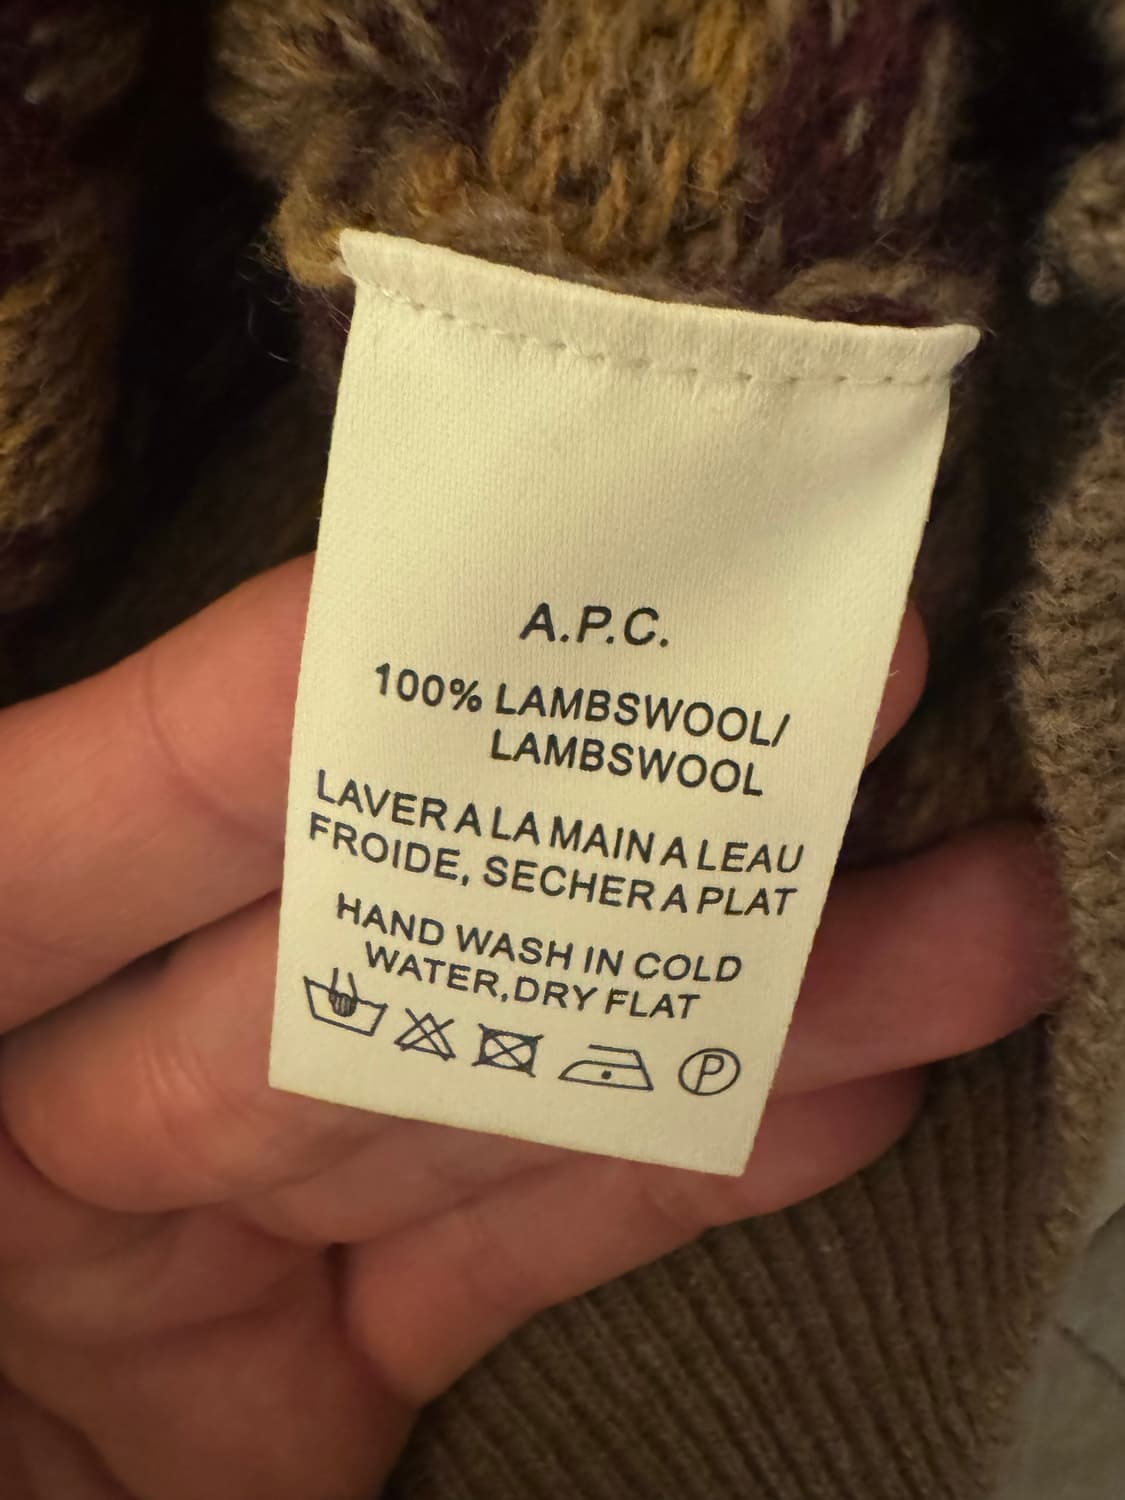 A.P.C.
100% LAMBSWOOL/
LAMBSWOOL
LAVER A LA MAIN A LEAU
FROIDE, SECHER A PLAT
HAND WASH IN COLD
WATER,DRY FLAT
P